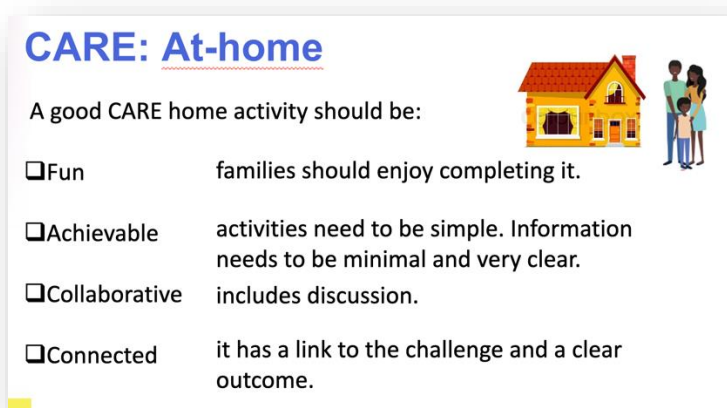 CARE: At-home
A good CARE home activity should be:
❑Fun families should enjoy completing it.
❑Achievable activities need to be simple. Information
needs to be minimal and very clear.
❑Collaborative includes discussion.
❑Connected it has a link to the challenge and a clear
outcome.